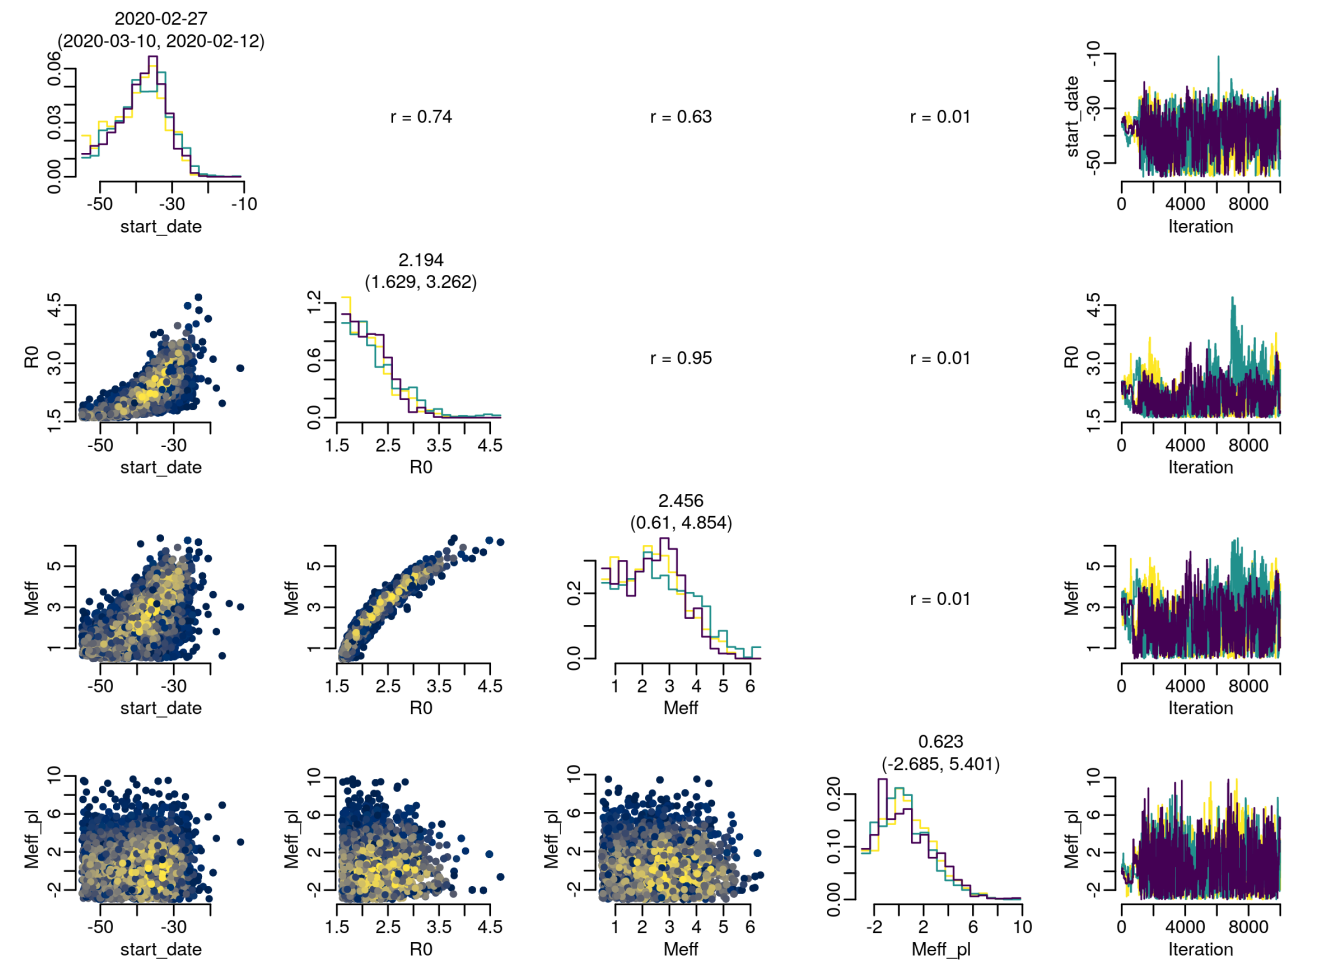 2020-02-27
(2020-03-10, 2020-02-12)
0.00 0.03 0.06
-50 -30 -10
start_date
r = 0.74
r = 0.63
r = 0.01
start_date
-50 -30 -10
0 4000 8000
Iteration
R0
1.5 3.0 4.5
-50 -30
start_date
2.194
(1.629, 3.262)
0.0 0.6 1.2
1.5 2.5 3.5 4.5
R0
r = 0.95
r = 0.01
R0
1.5 3.0 4.5
0 4000 8000
Iteration
Meff
1 3 5
-50 -30
start_date
Meff
1 3 5
1.5 2.5 3.5 4.5
R0
2.456
(0.61, 4.854)
0.0 0.2
1 2 3 4 5 6
Meff
r = 0.01
Meff
1 3 5
0 4000 8000
Iteration
Meff_pl
-2 2 6 10
-50 -30
start_date
Meff_pl
-2 2 6 10
1.5 2.5 3.5 4.5
R0
Meff_pl
-2 2 6 10
1 2 3 4 5 6
Meff
0.623
(-2.685, 5.401)
0.00 0.10 0.20
-2 2 6 10
Meff_pl
Meff_pl
-2 2 6 10
0 4000 8000
Iteration